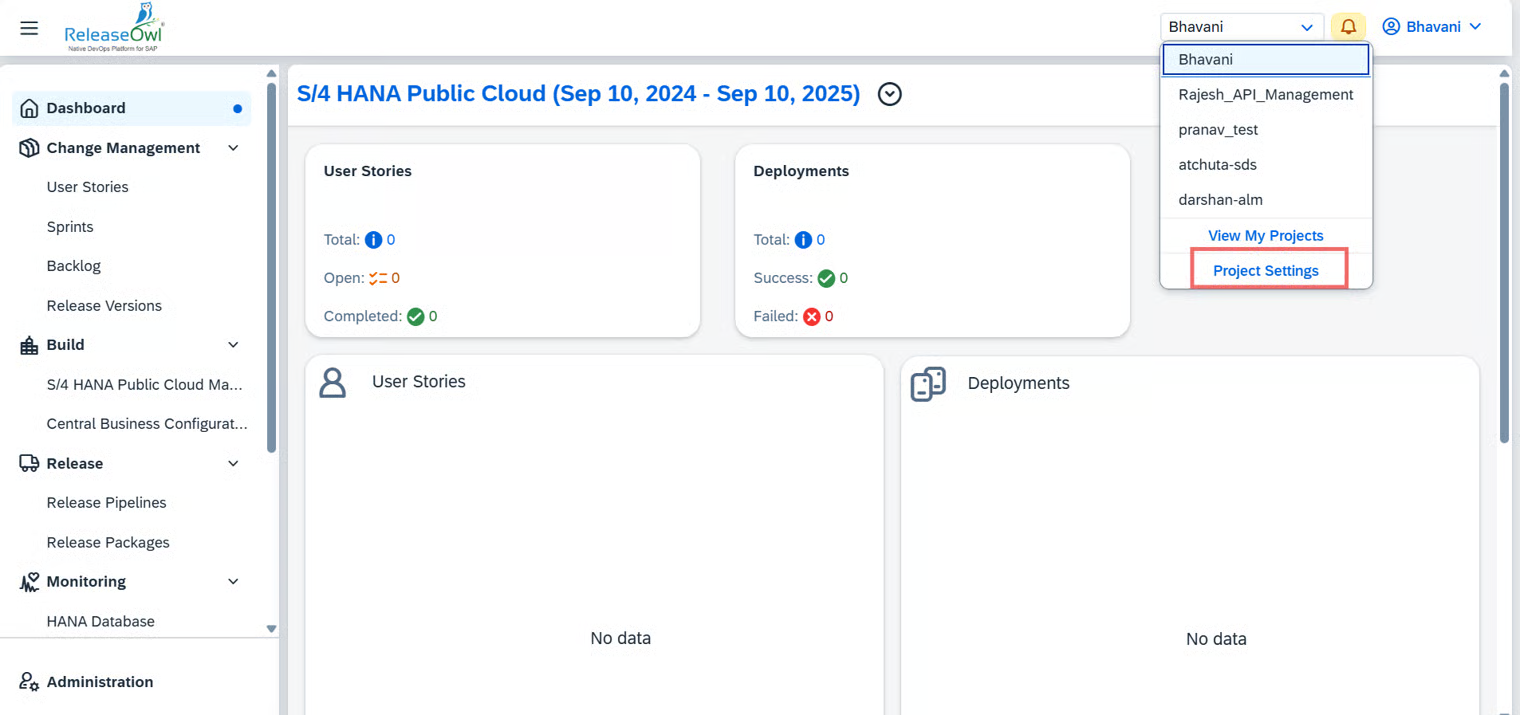 ReleaseOwl
Native DevOps Platform for SAP
Bhavani
Bhavani
Bhavani
Rajesh_API_Management
pranav_test
atchuta-sds
darshan-alm
View My Projects
Project Settings
Dashboard
Change Management
User Stories
Sprints
Backlog
Release Versions
Build
S/4 HANA Public Cloud Ma...
Central Business Configurat...
Release
Release Pipelines
Release Packages
Monitoring
HANA Database
Administration
S/4 HANA Public Cloud (Sep 10, 2024 - Sep 10, 2025)
User Stories
Total: 0
Open: 0
Completed: 0
Deployments
Total: 0
Success: 0
Failed: 0
User Stories
No data
Deployments
No data